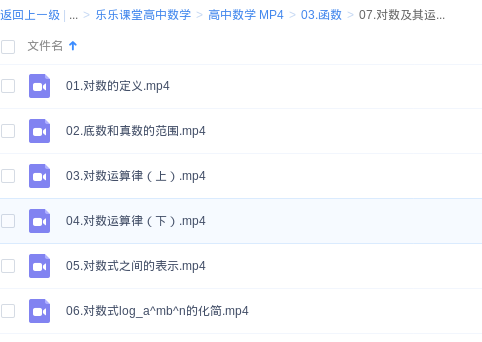 返回上一级 | ... > 乐乐课堂高中数学 > 高中数学 MP4 > 03.函数 > 07.对数及其运...
文件名
01.对数的定义.mp4
02.底数和真数的范围.mp4
03.对数运算律（上）.mp4
04.对数运算律（下）.mp4
05.对数式之间的表示.mp4
06.对数式log_a^mb^n的化简.mp4